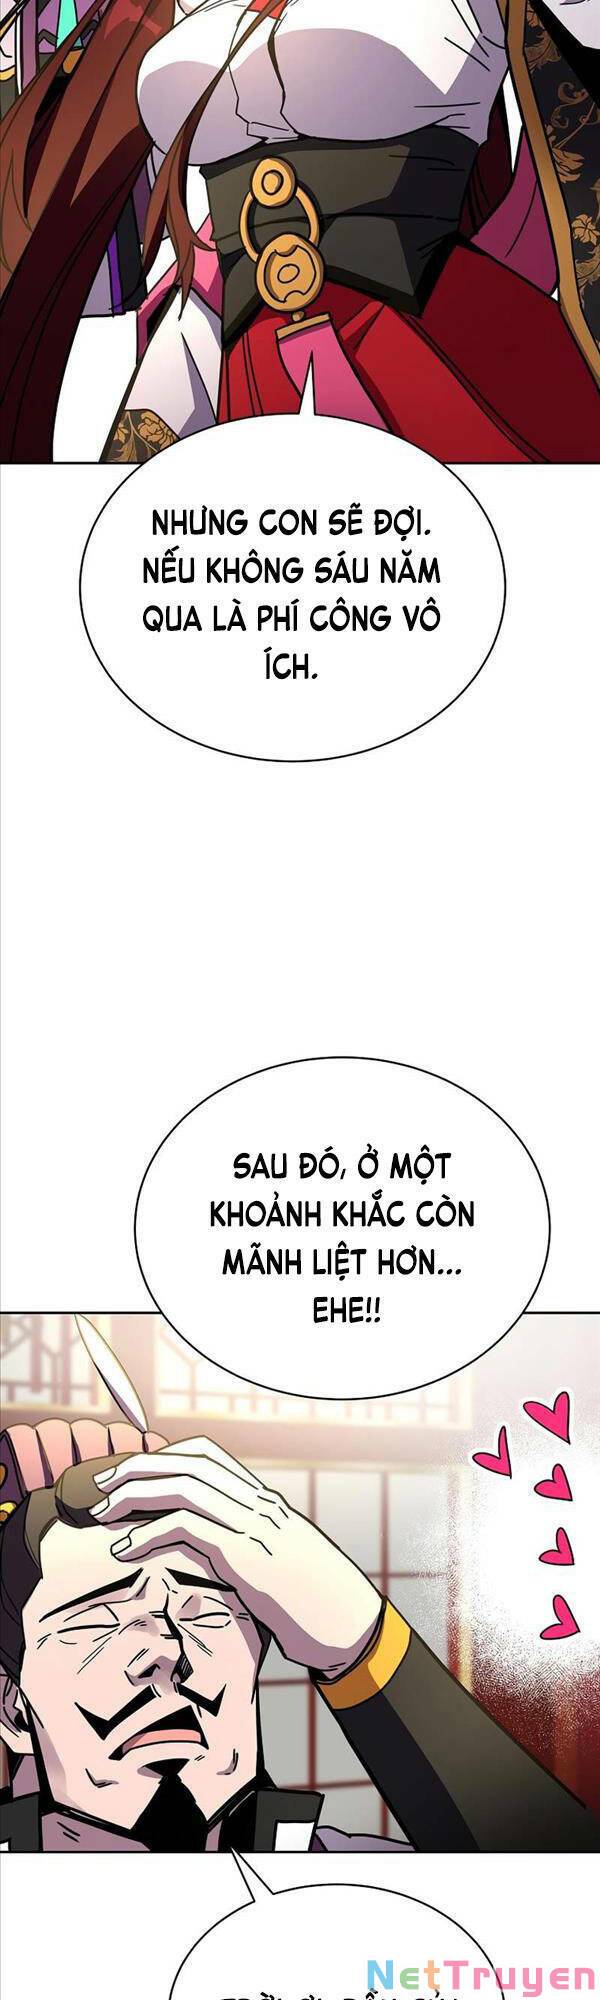 NHƯNG CON SẼ ĐỢI.
NẾU KHÔNG SÁU NĂM
QUA LÀ PHÍ CÔNG VÔ
ÍCH.
SAU ĐÓ, Ở MỘT
KHOẢNH KHẮC CÒN
MÃNH LIỆT HƠN...
EHE!!
NetTruyen